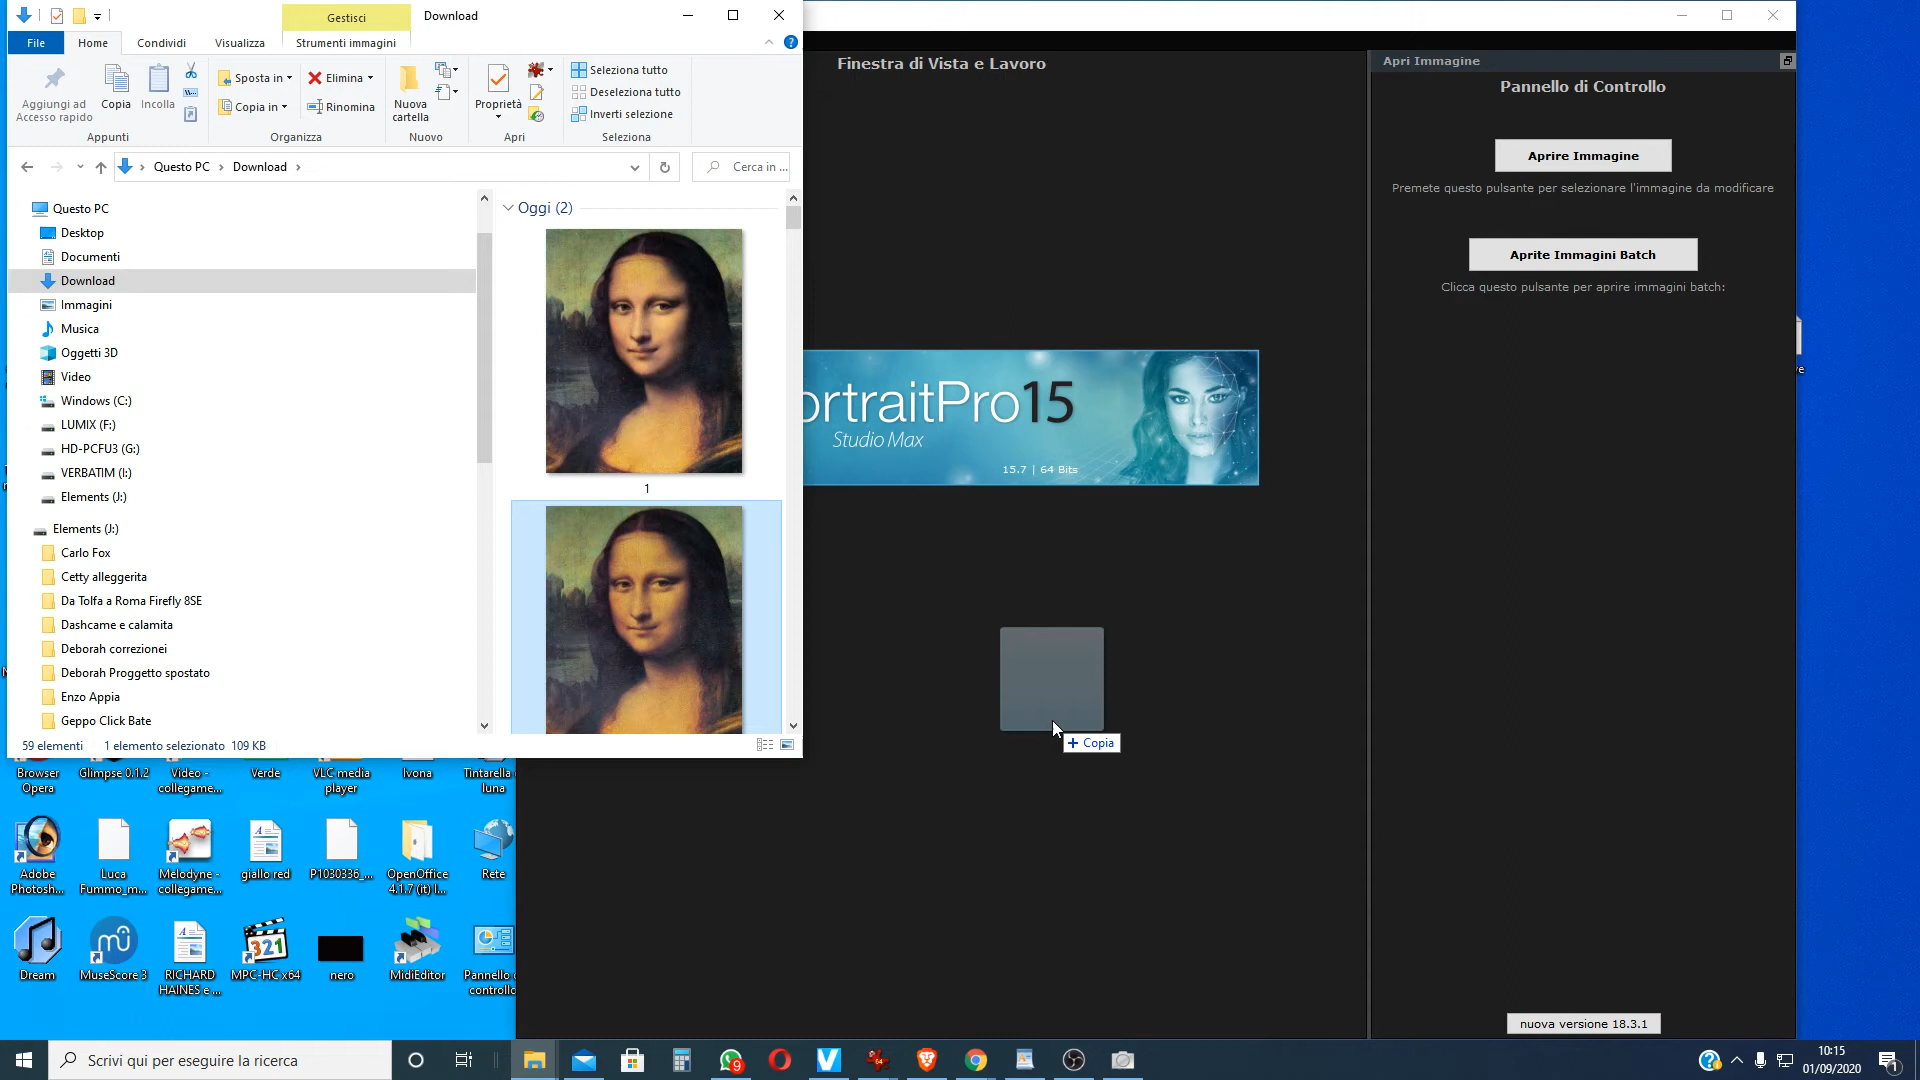 Gestisci
Download
File
Home
Condividi
Visualizza
Strumenti immagini
Aggiungi ad
Accesso rapido
Copia
Incolla
Appunti
Sposta in
Copia in
Elimina
Rinomina
Organizza
Nuova
cartella
Nuovo
Proprietà
Apri
Seleziona tutto
Deseleziona tutto
Inverti selezione
Seleziona
Questo PC
Download
Cerca in ...
Questo PC
Desktop
Documenti
Download
Immagini
Musica
Oggetti 3D
Video
Windows (C:)
LUMIX (F:)
HD-PCFU3 (G:)
VERBATIM (I:)
Elements (J:)
Elements (J:)
Carlo Fox
Cetty alleggerita
Da Tolfa a Roma Firefly 8SE
Dashcame e calamita
Deborah correzionei
Deborah Proggetto spostato
Enzo Appia
Geppo Click Bate
Oggi (2)
1
59 elementi
1 elemento selezionato 109 KB
Finestra di Vista e Lavoro
ortraitPro15
Studio Max
15.7 | 64 Bits
Copia
Apri Immagine
Pannello di Controllo
Aprire Immagine
Premete questo pulsante per selezionare l'immagine da modificare
Aprite Immagini Batch
Clicca questo pulsante per aprire immagini batch:
nuova versione 18.3.1
Browser
Opera
Glimpse 0.1.2
Video -
collegame...
Verde
VLC media
player
Ivona
Tintarella
luna
Adobe
Photosh...
Luca
Fummo_m...
Melodyne -
collegame...
giallo red
P1030336_...
OpenOffice
4.1.7 (it) I...
Rete
Dream
MuseScore 3
RICHARD
HAINES e ...
321
MPC-HC x64
nero
MidiEditor
Pannello
controllo
Scrivi qui per eseguire la ricerca
9
10:15
01/09/2020
1